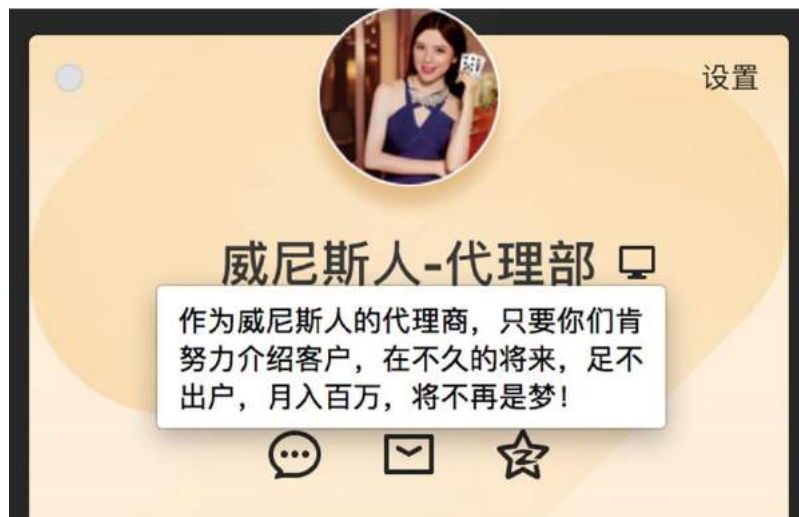 设置
威尼斯人-代理部
作为威尼斯人的代理商，只要你们肯
努力介绍客户，在不久的将来，足不
出户，月入百万，将不再是梦！